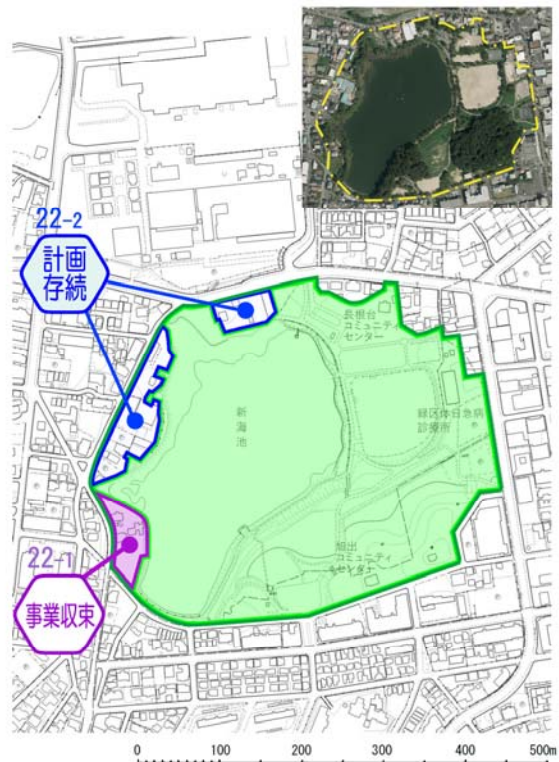 22-2
計画
存続
長根台
コミュニティ
センター
新
海
池
緑区休日急病
診療所
旭出
コミュニティ
センター
22-1
事業収束
0 100 200 300 400 500m